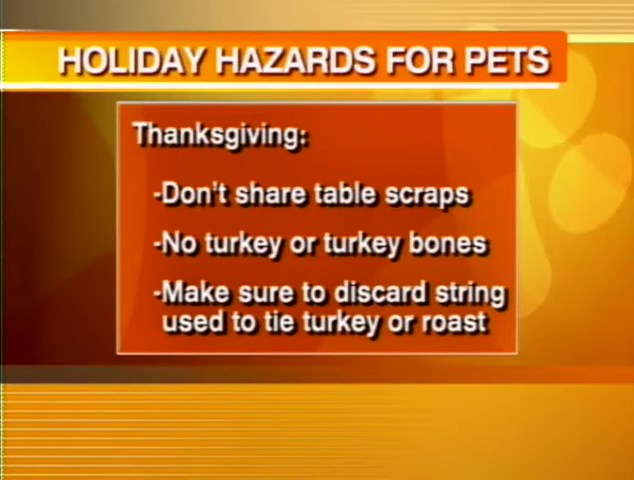 HOLIDAY HAZARDS FOR PETS
Thanksgiving:
-Don't share table scraps
-No turkey or turkey bones
-Make sure to discard string
used to tie turkey or roast